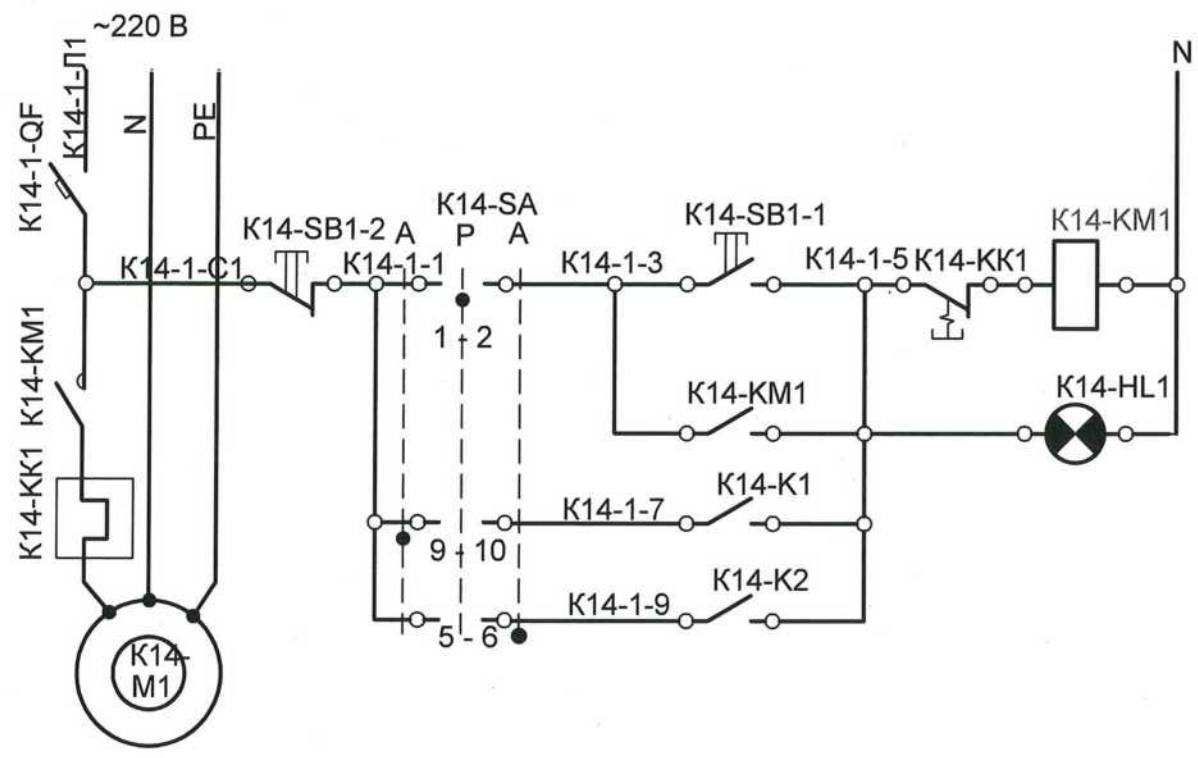 ~220 В
К14-1-Л1
N
PE
К14-1-QF
К14-KM1
К14-КК1
К14-
М1
К14-1-С1
К14-SB1-2
К14-1-1
К14-SA
А
Р
А
1 - 2
К14-1-3
К14-SB1-1
К14-1-5
К14-КК1
К14-KM1
N
К14-KM1
К14-HL1
9 - 10
К14-1-7
К14-K1
5 - 6
К14-1-9
К14-K2